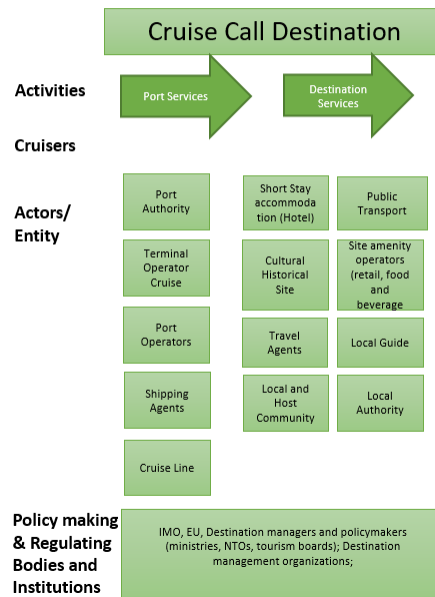 Cruise Call Destination
Activities
Port Services
Destination
Services
Cruisers
Actors/
Entity
Port
Authority
Short Stay
accommoda
tion (Hotel)
Public
Transport
Terminal
Operator
Cruise
Cultural
Historical
Site
Site amenity
operators
(retail, food
and
beverage
Port
Operators
Travel
Agents
Local Guide
Shipping
Agents
Local and
Host
Community
Local
Authority
Cruise Line
Policy making
& Regulating
Bodies and
Institutions
IMO, EU, Destination managers and policymakers
(ministries, NTOs, tourism boards); Destination
management organizations;